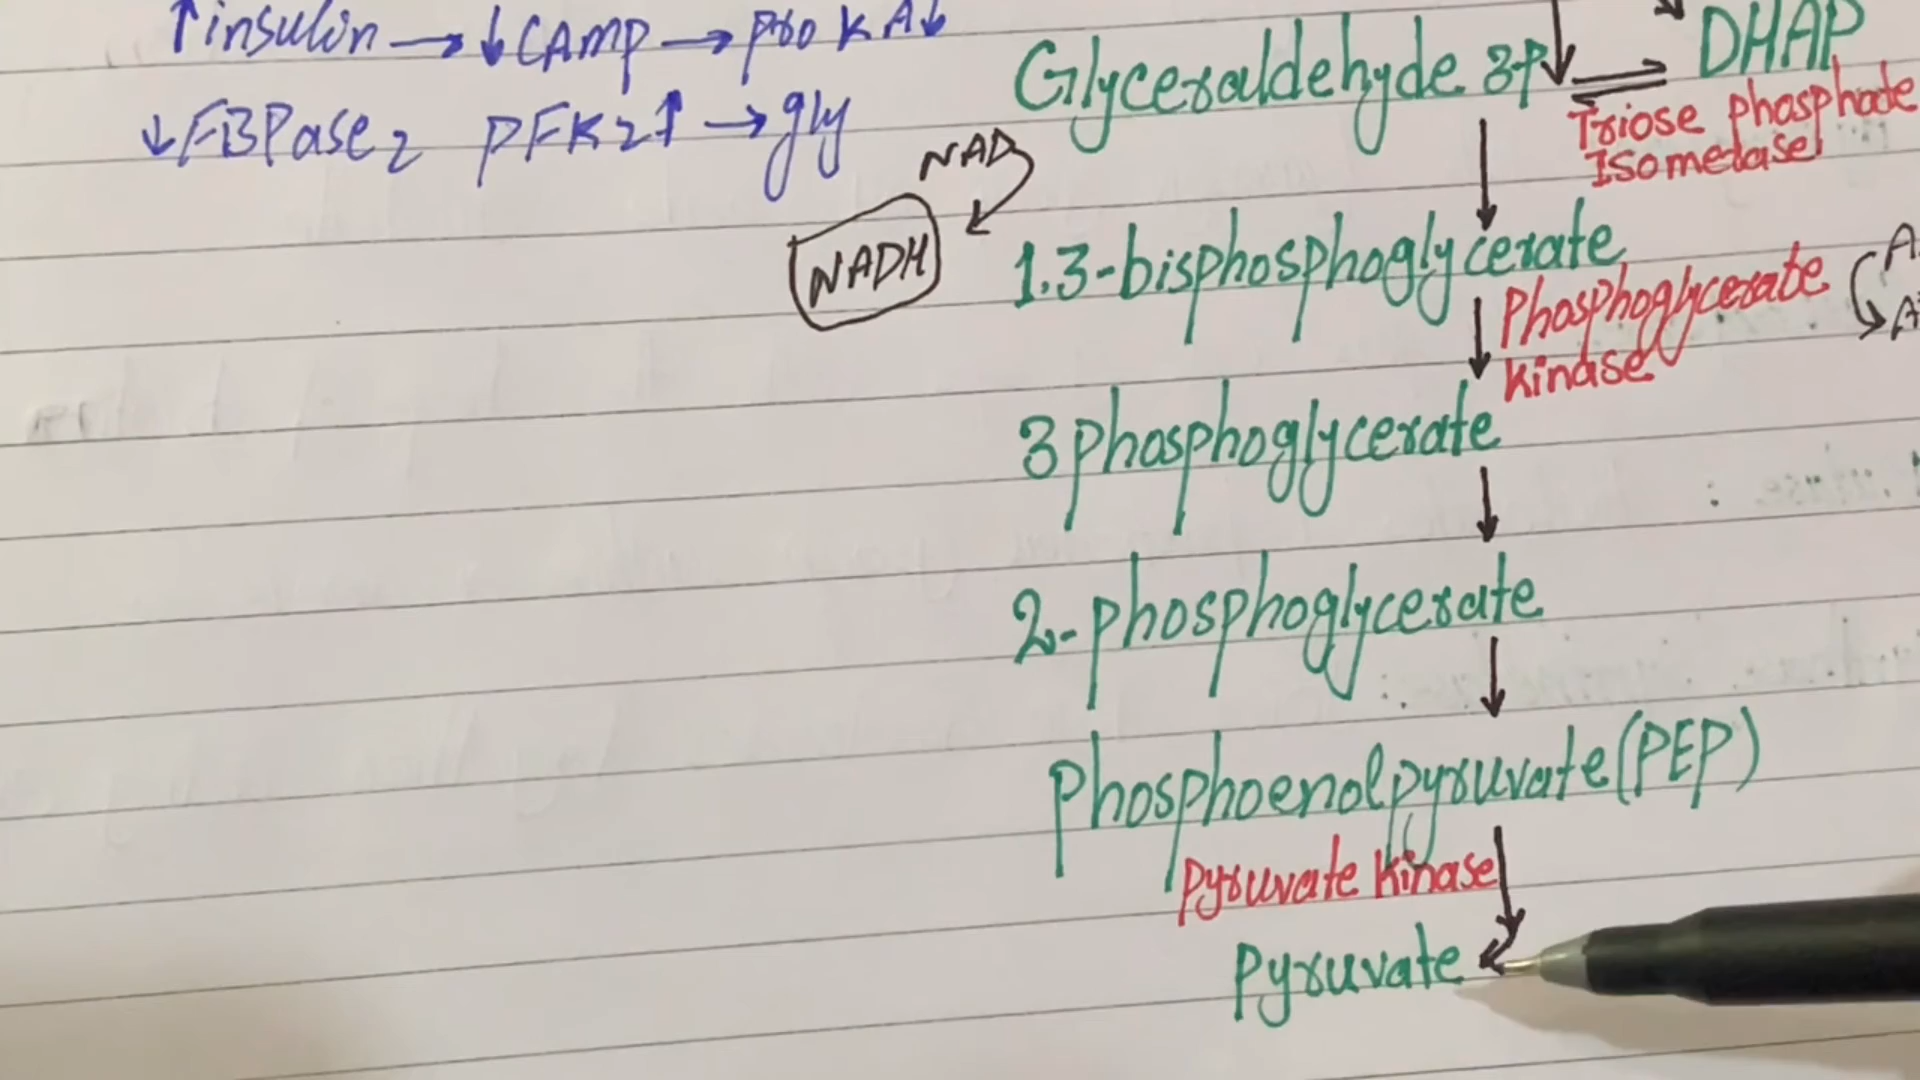 ↑insulin → ↓CAMP → pro KA↓
↓FBPase2 PFK2↑ → gly
Glyceraldehyde 3P ⇌ DHAP
Triose phosphate
Isomerase
NAD
NADH
1.3-bisphosphoglycerate
Phosphoglycerate
kinase
3 phosphoglycerate
2-phosphoglycerate
Phosphoenolpyruvate (PEP)
Pyruvate kinase
Pyruvate